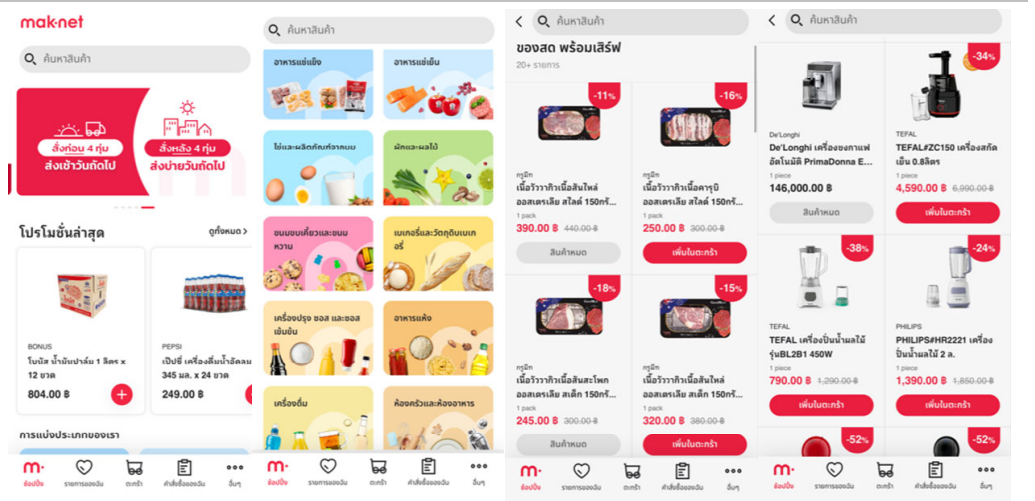 mak·net
ค้นหาสินค้า
สั่งก่อน 4 ทุ่ม
ส่งเช้าวันถัดไป
สั่งหลัง 4 ทุ่ม
ส่งบ่ายวันถัดไป
โปรโมชั่นล่าสุด
ดูทั้งหมด >
BONUS
โบนัส น้ำมันปาล์ม 1 ลิตร x
12 ขวด
804.00 ฿
PEPSI
เป๊ปซี่ เครื่องดื่มน้ำอัดลม
345 มล. x 24 ขวด
249.00 ฿
การแบ่งประเภทของเรา
ช้อปปิ้ง
รายการของฉัน
ตะกร้า
คำสั่งซื้อของฉัน
อื่นๆ
ค้นหาสินค้า
อาหารแช่แข็ง
อาหารแช่เย็น
ไข่และผลิตภัณฑ์จากนม
ผักและผลไม้
ขนมขบเคี้ยวและขนม
หวาน
เบเกอรี่และวัตถุดิบเบเก
อรี่
เครื่องปรุง ซอส และซอส
เข้มข้น
อาหารแห้ง
เครื่องดื่ม
ห้องครัวและห้องอาหาร
ช้อปปิ้ง
รายการของฉัน
ตะกร้า
คำสั่งซื้อของฉัน
อื่นๆ
ค้นหาสินค้า
ของสด พร้อมเสิร์ฟ
20+ รายการ
-11%
กรูมีท
เนื้อวัววากิวเนื้อสันไหล่
ออสเตรเลีย สไลด์ 150กรั...
1 pack
390.00 ฿ 440.00 ฿
สินค้าหมด
-16%
กรูมีท
เนื้อวัววากิวเนื้อคารุบิ
ออสเตรเลีย สไลด์ 150กรั...
1 pack
250.00 ฿ 300.00 ฿
เพิ่มในตะกร้า
-18%
กรูมีท
เนื้อวัววากิวเนื้อสันสะโพก
ออสเตรเลีย สเต็ก 150กรั...
1 pack
245.00 ฿ 300.00 ฿
สินค้าหมด
-15%
กรูมีท
เนื้อวัววากิวเนื้อสันไหล่
ออสเตรเลีย สเต็ก 150กรั...
1 pack
320.00 ฿ 380.00 ฿
เพิ่มในตะกร้า
ช้อปปิ้ง
รายการของฉัน
ตะกร้า
คำสั่งซื้อของฉัน
อื่นๆ
ค้นหาสินค้า
De'Longhi
De'Longhi เครื่องชงกาแฟ
อัตโนมัติ PrimaDonna E...
1 piece
146,000.00 ฿
สินค้าหมด
-34%
TEFAL
TEFAL#ZC150 เครื่องสกัด
เย็น 0.8ลิตร
1 piece
4,590.00 ฿ 6,990.00 ฿
เพิ่มในตะกร้า
-38%
TEFAL
TEFAL เครื่องปั่นน้ำผลไม้
รุ่นBL2B1 450W
1 piece
790.00 ฿ 1,290.00 ฿
เพิ่มในตะกร้า
-24%
PHILIPS
PHILIPS#HR2221 เครื่อง
ปั่นน้ำผลไม้ 2 ล.
1 piece
1,390.00 ฿ 1,850.00 ฿
เพิ่มในตะกร้า
-52%
-52%
ช้อปปิ้ง
รายการของฉัน
ตะกร้า
คำสั่งซื้อของฉัน
อื่นๆ